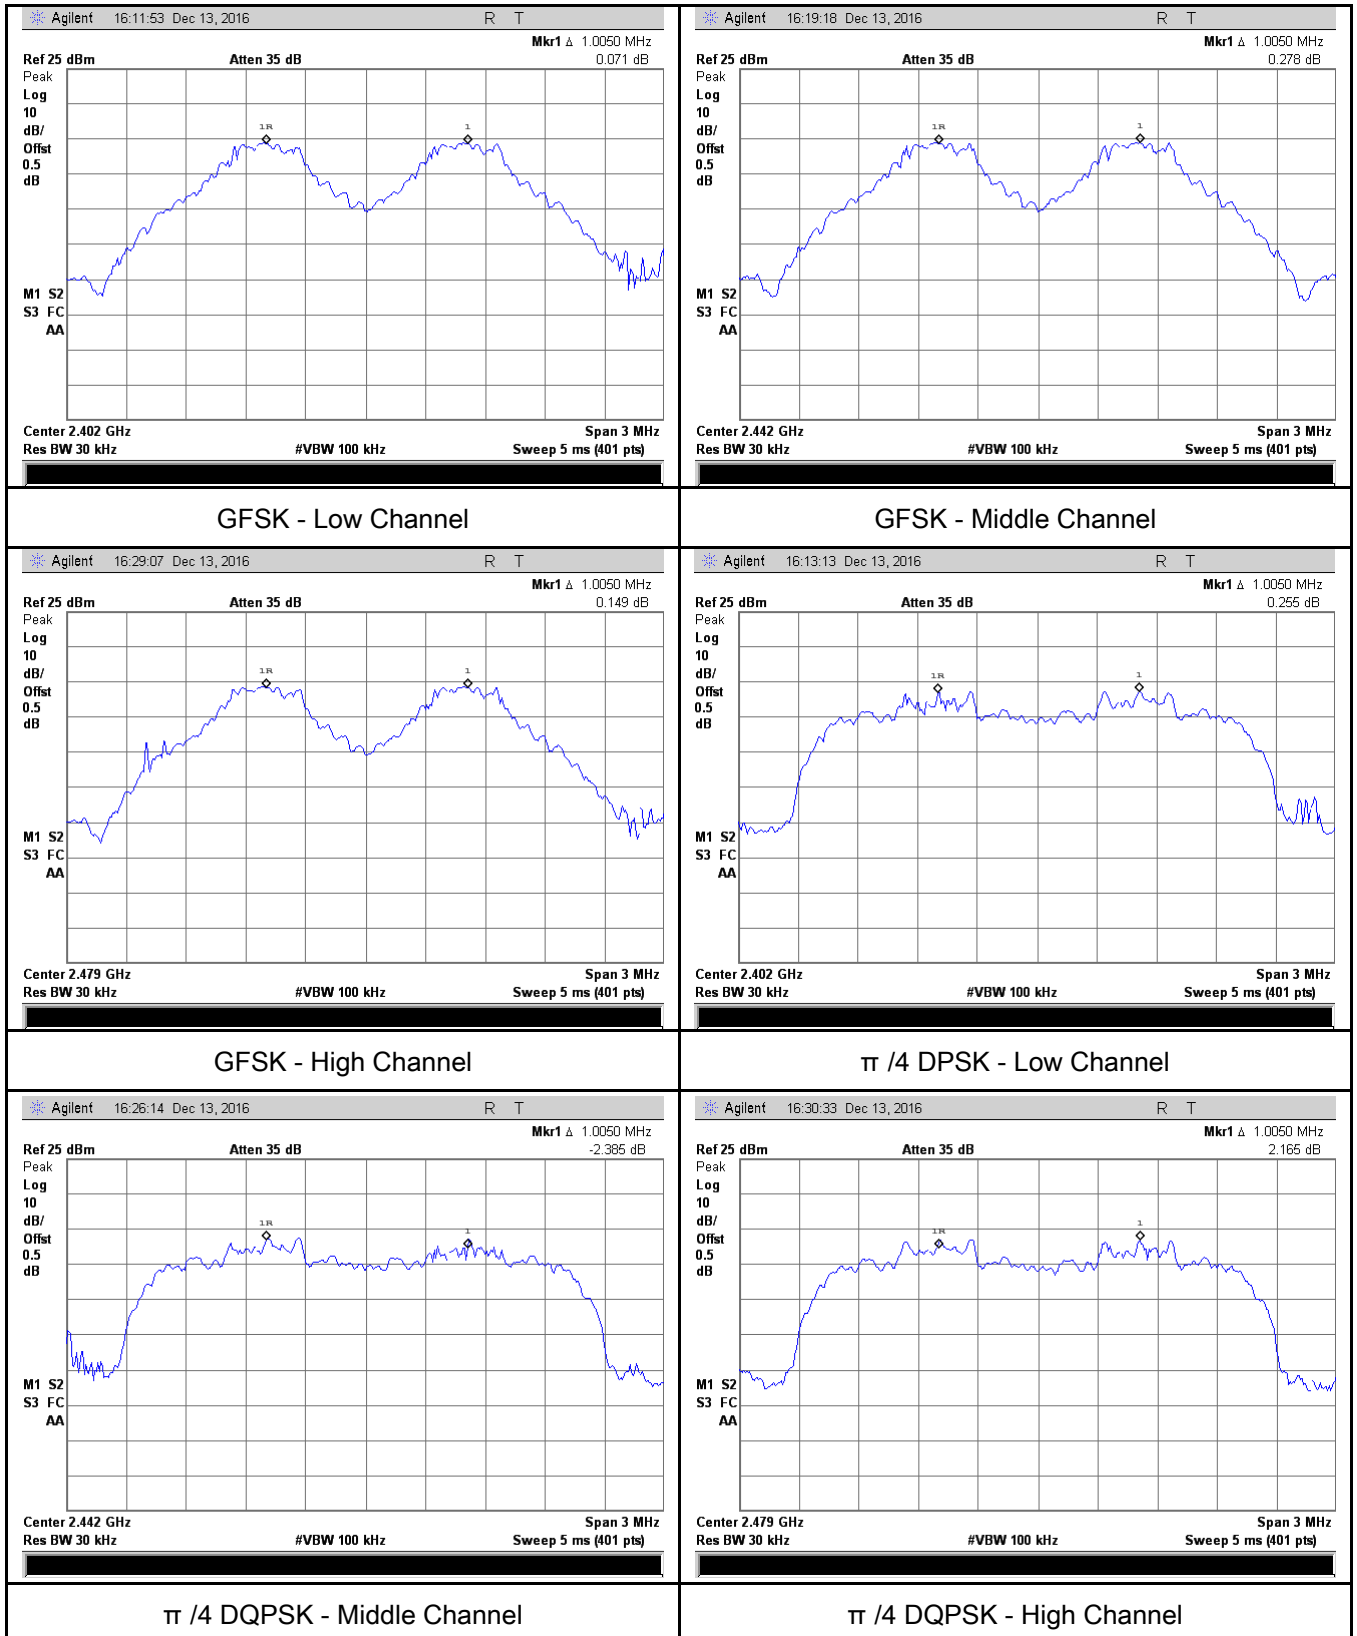 Agilent 16:11:53 Dec 13, 2016 R T
Mkr1 Δ 1.0050 MHz
Ref 25 dBm Atten 35 dB 0.071 dB
Peak
Log
10
dB/
Offst
0.5
dB
1R 1
M1 S2
S3 FC
AA
Center 2.402 GHz Span 3 MHz
Res BW 30 kHz #VBW 100 kHz Sweep 5 ms (401 pts)
GFSK - Low Channel
Agilent 16:19:18 Dec 13, 2016 R T
Mkr1 Δ 1.0050 MHz
Ref 25 dBm Atten 35 dB 0.278 dB
Peak
Log
10
dB/
Offst
0.5
dB
1R 1
M1 S2
S3 FC
AA
Center 2.442 GHz Span 3 MHz
Res BW 30 kHz #VBW 100 kHz Sweep 5 ms (401 pts)
GFSK - Middle Channel
Agilent 16:29:07 Dec 13, 2016 R T
Mkr1 Δ 1.0050 MHz
Ref 25 dBm Atten 35 dB 0.149 dB
Peak
Log
10
dB/
Offst
0.5
dB
1R 1
M1 S2
S3 FC
AA
Center 2.479 GHz Span 3 MHz
Res BW 30 kHz #VBW 100 kHz Sweep 5 ms (401 pts)
GFSK - High Channel
Agilent 16:13:13 Dec 13, 2016 R T
Mkr1 Δ 1.0050 MHz
Ref 25 dBm Atten 35 dB 0.255 dB
Peak
Log
10
dB/
Offst
0.5
dB
1R 1
M1 S2
S3 FC
AA
Center 2.402 GHz Span 3 MHz
Res BW 30 kHz #VBW 100 kHz Sweep 5 ms (401 pts)
π /4 DPSK - Low Channel
Agilent 16:26:14 Dec 13, 2016 R T
Mkr1 Δ 1.0050 MHz
Ref 25 dBm Atten 35 dB -2.385 dB
Peak
Log
10
dB/
Offst
0.5
dB
1R 1
M1 S2
S3 FC
AA
Center 2.442 GHz Span 3 MHz
Res BW 30 kHz #VBW 100 kHz Sweep 5 ms (401 pts)
π /4 DQPSK - Middle Channel
Agilent 16:30:33 Dec 13, 2016 R T
Mkr1 Δ 1.0050 MHz
Ref 25 dBm Atten 35 dB 2.165 dB
Peak
Log
10
dB/
Offst
0.5
dB
1R 1
M1 S2
S3 FC
AA
Center 2.479 GHz Span 3 MHz
Res BW 30 kHz #VBW 100 kHz Sweep 5 ms (401 pts)
π /4 DQPSK - High Channel